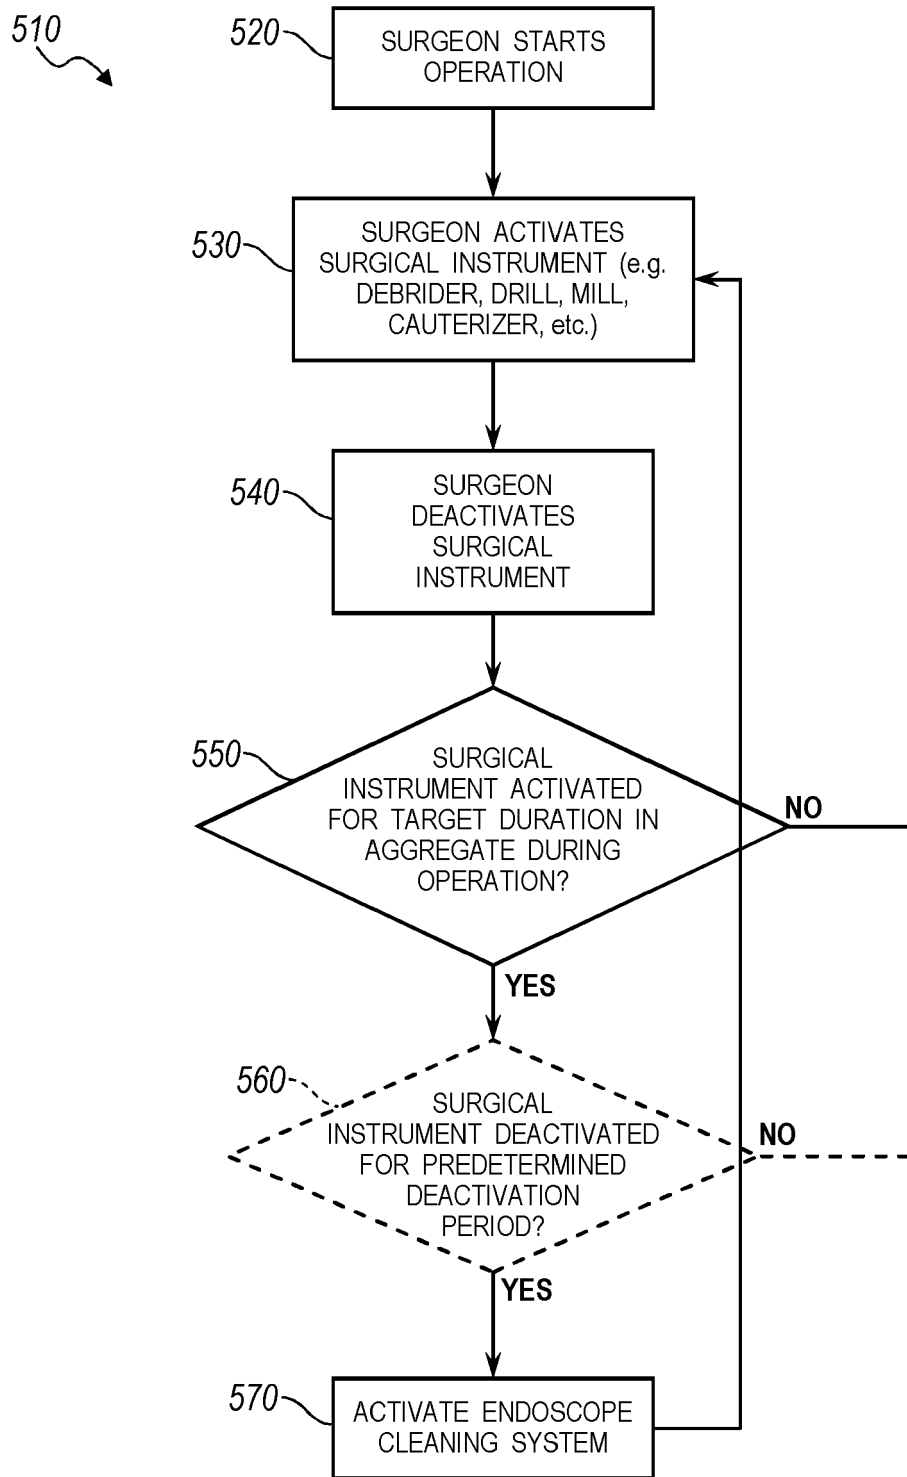 510
520
SURGEON STARTS
OPERATION
530
SURGEON ACTIVATES
SURGICAL INSTRUMENT (e.g.
DEBRIDER, DRILL, MILL,
CAUTERIZER, etc.)
540
SURGEON
DEACTIVATES
SURGICAL
INSTRUMENT
550
SURGICAL
INSTRUMENT ACTIVATED
FOR TARGET DURATION IN
AGGREGATE DURING
OPERATION?
NO
YES
560
SURGICAL
INSTRUMENT DEACTIVATED
FOR PREDETERMINED
DEACTIVATION
PERIOD?
NO
YES
570
ACTIVATE ENDOSCOPE
CLEANING SYSTEM